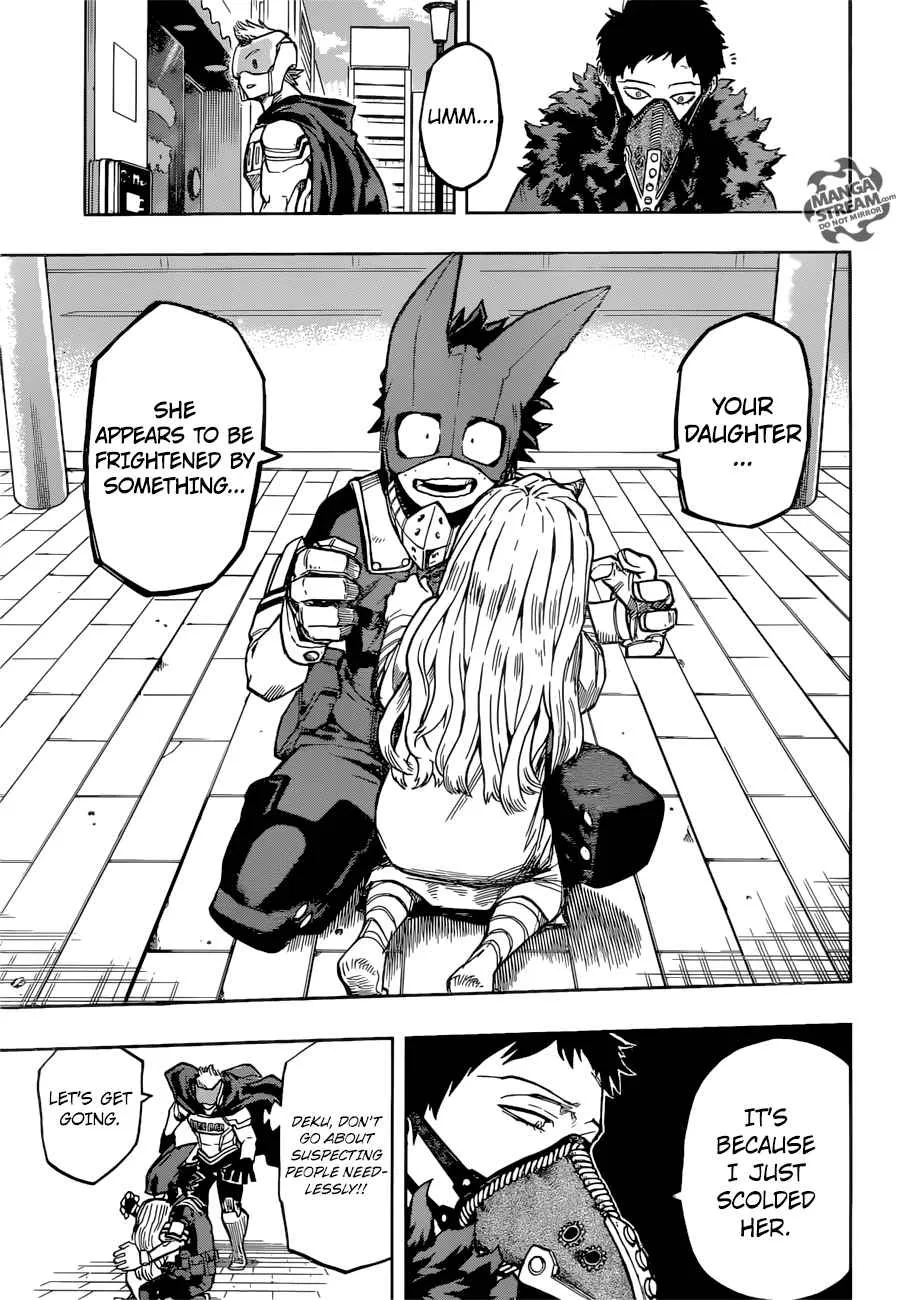 UMM...
MANGA
STREAM.com
DO NOT MIRROR
YOUR
DAUGHTER
...
SHE
APPEARS TO BE
FRIGHTENED BY
SOMETHING...
IT'S
BECAUSE
I JUST
SCOLDED
HER.
DEKU, DON'T
GO ABOUT
SUSPECTING
PEOPLE NEED-
LESSLY!!
LET'S GET
GOING.